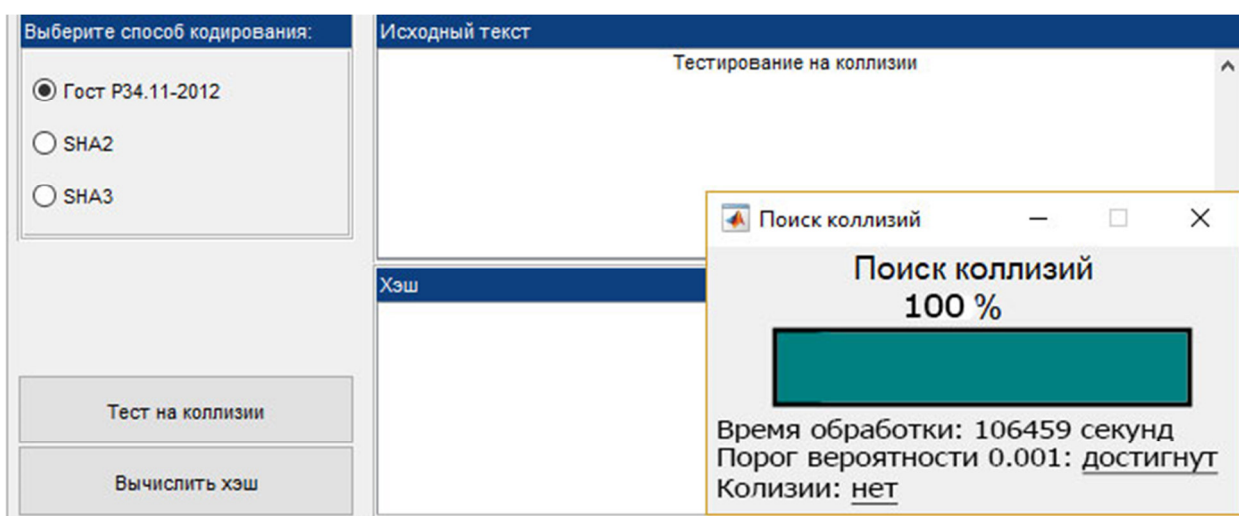 Выберите способ кодирования:
Гост Р34.11-2012
SHA2
SHA3
Тест на коллизии
Вычислить хэш
Исходный текст
Тестирование на коллизии
Хэш
Поиск коллизий
Поиск коллизий
100 %
Время обработки: 106459 секунд
Порог вероятности 0.001: достигнут
Колизии: нет